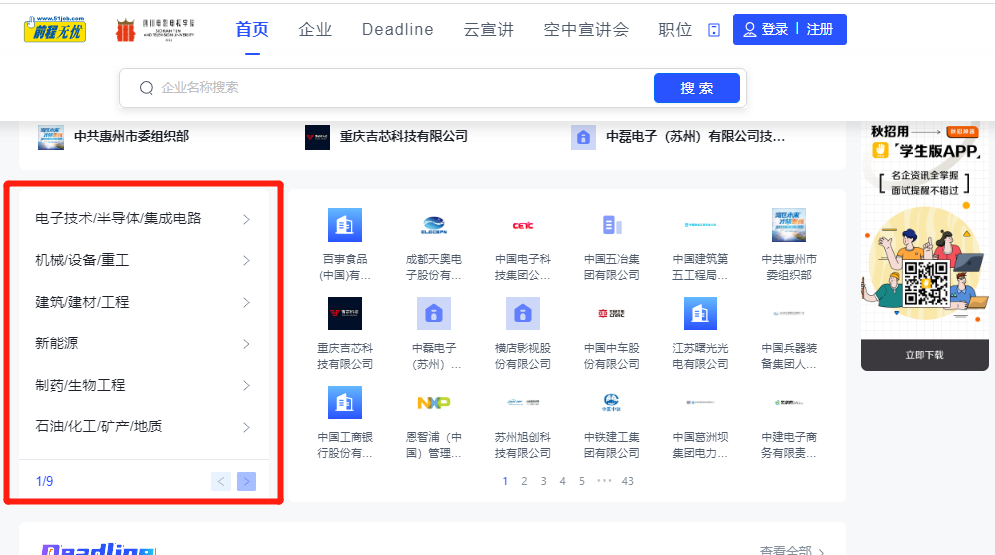 www.51job.com
前程无忧
首页 企业 Deadline 云宣讲 空中宣讲会 职位 登录 | 注册
企业名称搜索
搜 索
中共惠州市委组织部 重庆吉芯科技有限公司 中磊电子（苏州）有限公司技...
秋招用 秋招神器
「学生版APP」
名企资讯全掌握
面试提醒不错过
立即下载
电子技术/半导体/集成电路
机械/设备/重工
建筑/建材/工程
新能源
制药/生物工程
石油/化工/矿产/地质
1/9 < >
百事食品
(中国)有...
成都天奥电
子股份有...
CETC
中国电子科
技集团公...
中国五冶集
团有限公司
中国建筑第
五工程局...
中共惠州市
委组织部
重庆吉芯科
技有限公司
中磊电子
（苏州）...
横店影视股
份有限公司
中国中车股
份有限公司
江苏曙光光
电有限公司
中国兵器装
备集团人...
中国工商银
行股份有...
NXP
恩智浦（中
国）管理...
苏州旭创科
技有限公司
中铁建工集
团有限公司
中国葛洲坝
集团电力...
中建电子商
务有限责...
1 2 3 4 5 ••• 43
Deadline
查看全部 >